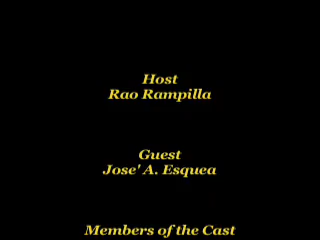 Host
Rao Rampilla
Guest
Jose' A. Esquea
Members of the Cast